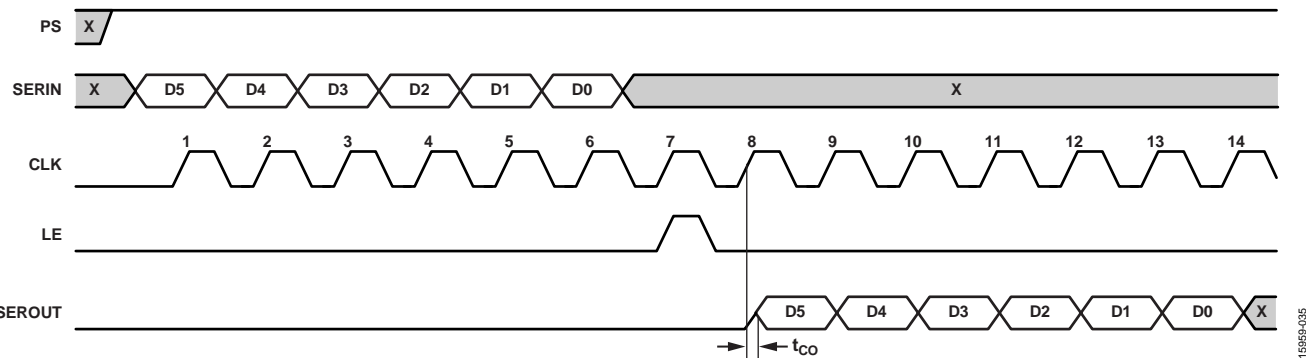 PS X
SERIN X D5 D4 D3 D2 D1 D0 X
1 2 3 4 5 6 7 8 9 10 11 12 13 14
CLK
LE
SEROUT D5 D4 D3 D2 D1 D0 X
tCO
15959-035